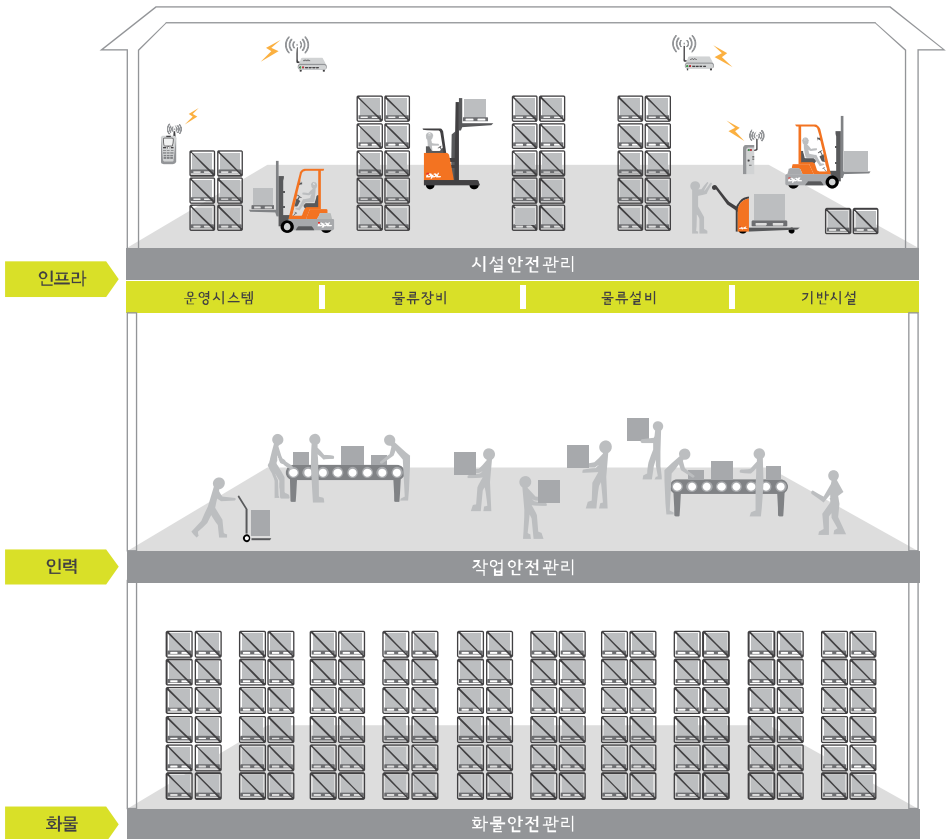 시설안전관리
인프라
운영시스템 물류장비 물류설비 기반시설
인력
작업안전관리
화물
화물안전관리